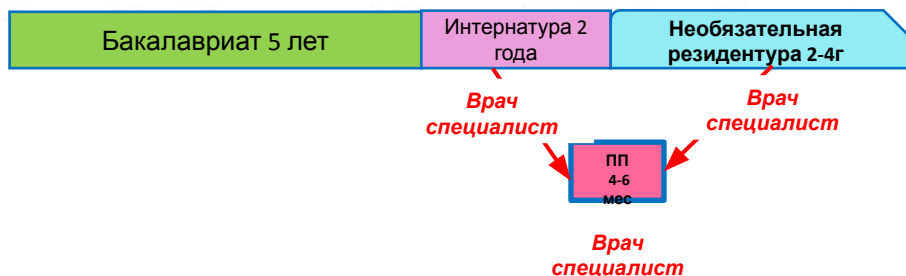 Бакалавриат 5 лет
Интернатура 2
года
Необязательная
резидентура 2-4г
Врач
специалист
Врач
специалист
ПП
4-6
мес
Врач
специалист